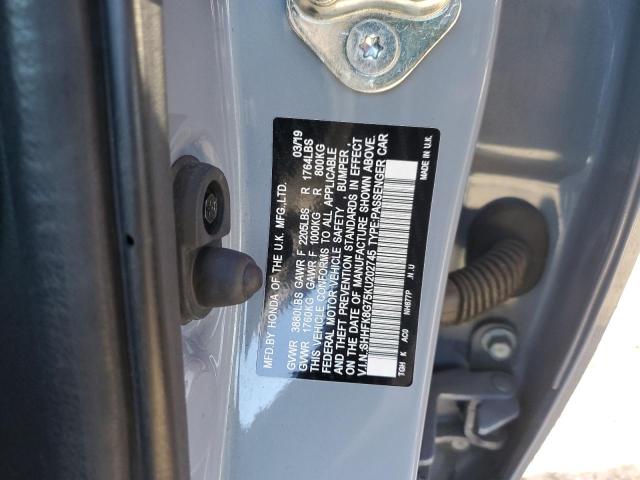 MFD.BY HONDA OF THE U.K. MFG.,LTD. 03/19
GVWR 3880LBS GAWR F 2205LBS R 1764LBS
GVWR 1760KG GAWR F 1000KG R 800KG
THIS VEHICLE CONFORMS TO ALL APPLICABLE
FEDERAL MOTOR VEHICLE SAFETY , BUMPER ,
AND THEFT PREVENTION STANDARDS IN EFFECT
ON THE DATE OF MANUFACTURE SHOWN ABOVE.
V.I.N.:SHHFK8G75KU202745 TYPE:PASSENGER CAR
TGH K AC0 NH877P .N .U
MADE IN U.K.